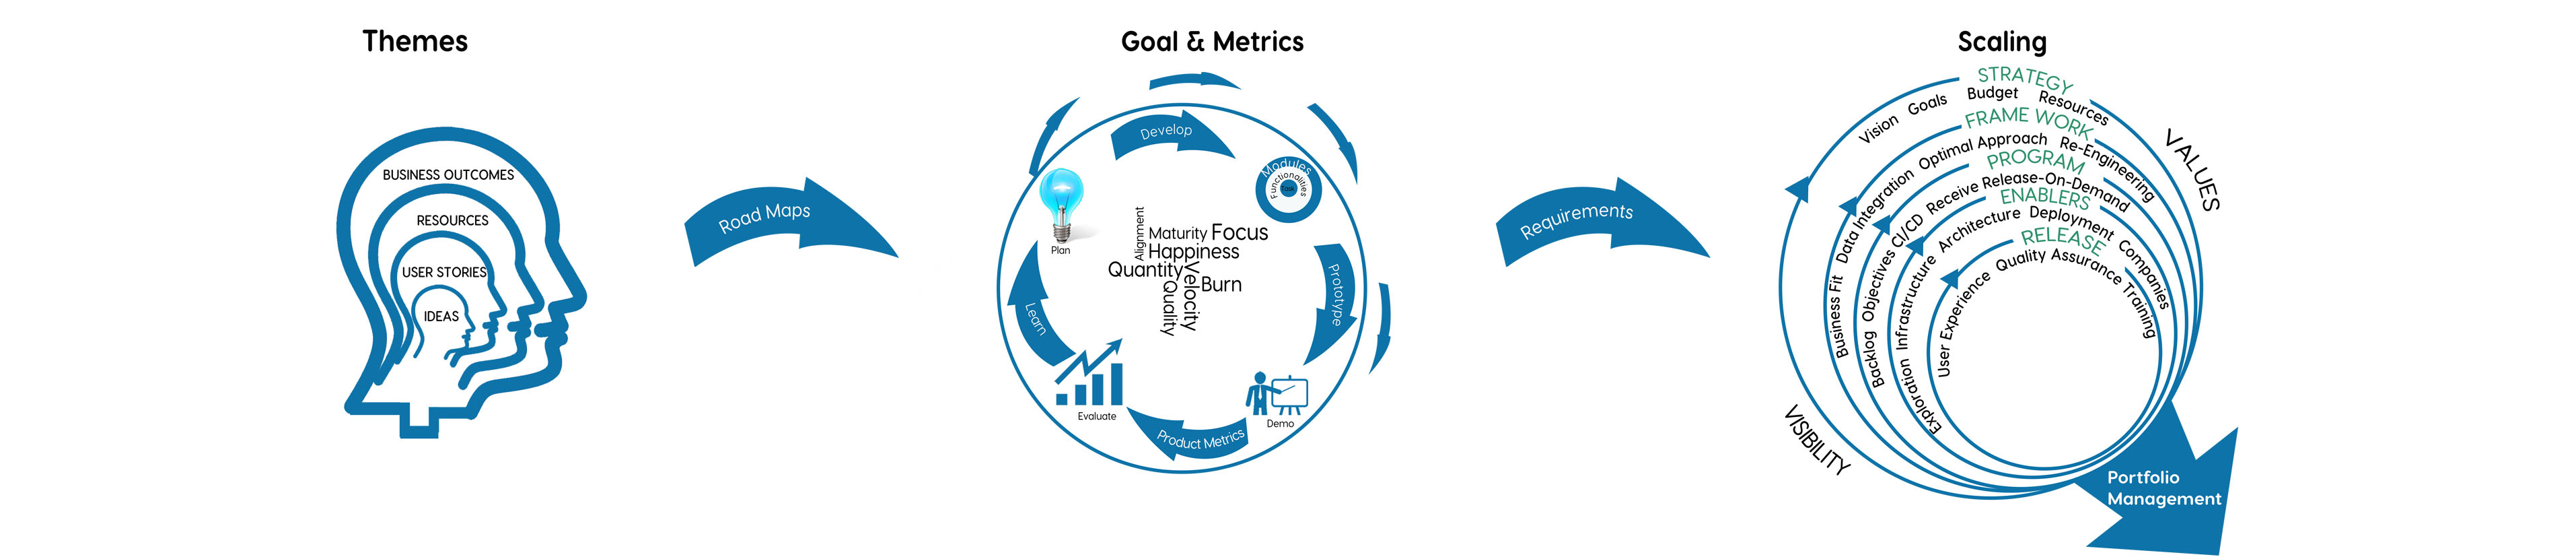 Themes
BUSINESS OUTCOMES
RESOURCES
USER STORIES
IDEAS
Road Maps
Goal & Metrics
Develop
Modules
Functionalities
Task
Plan
Alignment
Maturity
Focus
Happiness
Quantity
Velocity
Burn
Quality
Prototype
Learn
Evaluate
Demo
Product Metrics
Requirements
Scaling
STRATEGY
Vision Goals Budget Resources
FRAME WORK
Business Fit Data Integration Optimal Approach Re-Engineering
PROGRAM
Backlog Objectives CI/CD Receive Release-On-Demand
ENABLERS
Exploration Infrastructure Architecture Deployment Companies
RELEASE
User Experience Quality Assurance Training
VALUES
VISIBILITY
Portfolio
Management